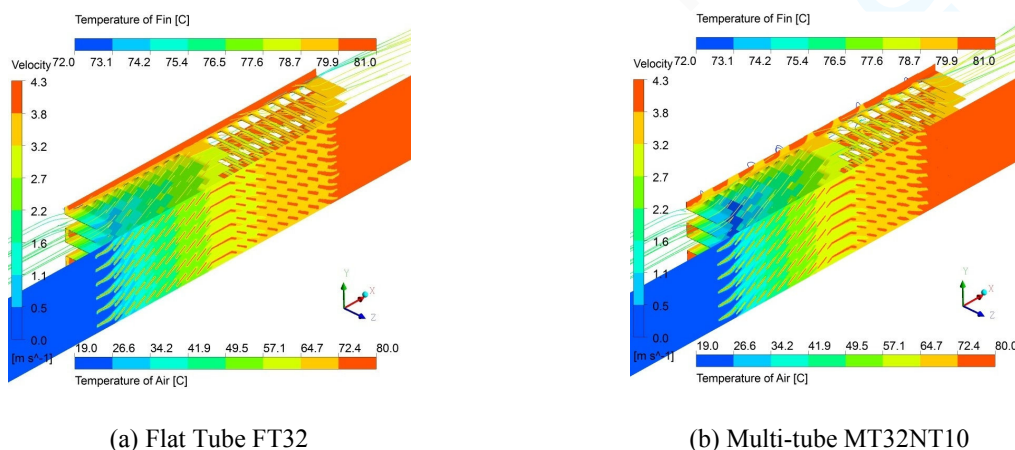 Temperature of Fin [C]
72.0 73.1 74.2 75.4 76.5 77.6 78.7 79.9 81.0
Velocity
4.3
3.8
3.2
2.7
2.2
1.6
1.1
0.5
0.0
[m s^-1]
Y
X
Z
19.0 26.6 34.2 41.9 49.5 57.1 64.7 72.4 80.0
Temperature of Air [C]
(a) Flat Tube FT32
Temperature of Fin [C]
72.0 73.1 74.2 75.4 76.5 77.6 78.7 79.9 81.0
Velocity
4.3
3.8
3.2
2.7
2.2
1.6
1.1
0.5
0.0
[m s^-1]
Y
X
Z
19.0 26.6 34.2 41.9 49.5 57.1 64.7 72.4 80.0
Temperature of Air [C]
(b) Multi-tube MT32NT10